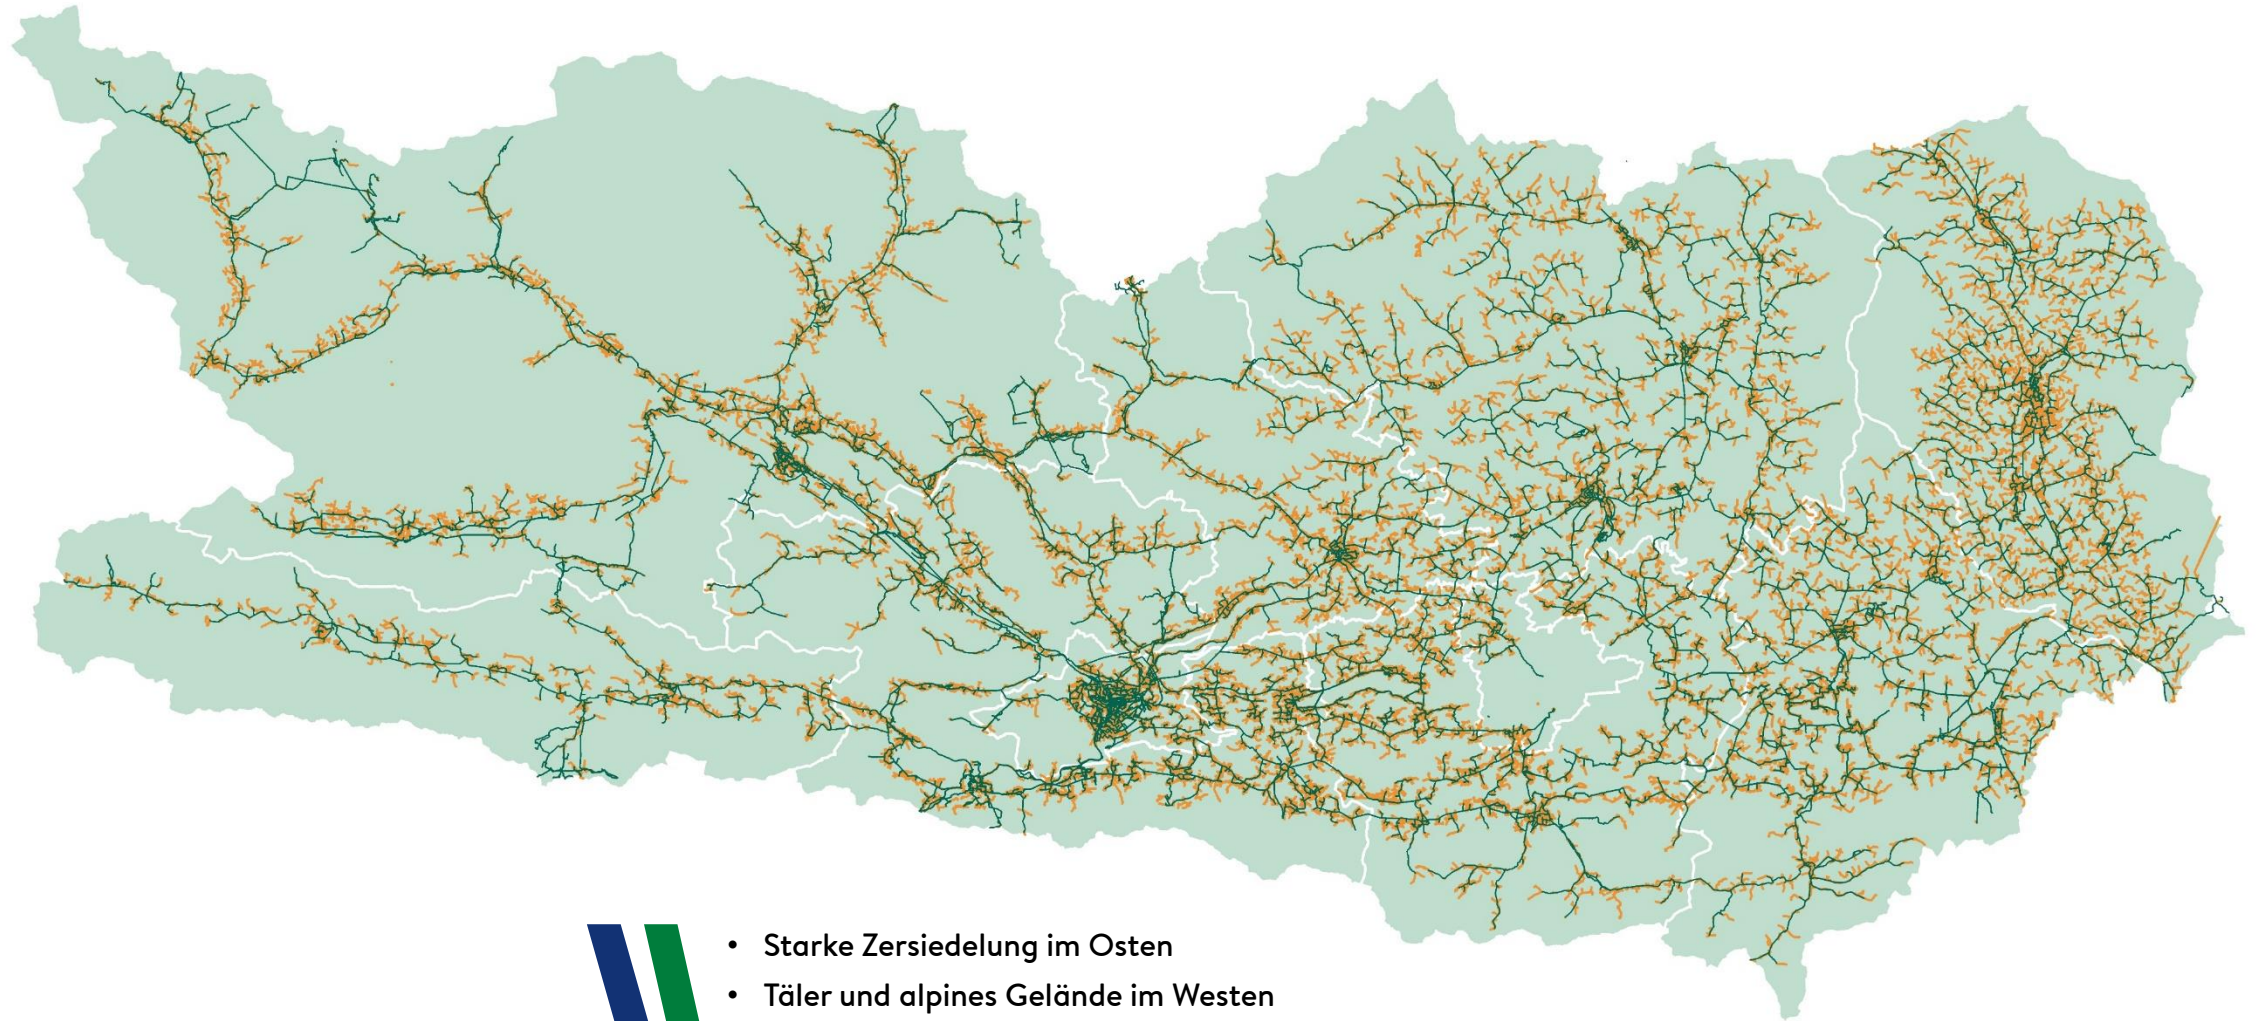 • Starke Zersiedelung im Osten
• Täler und alpines Gelände im Westen